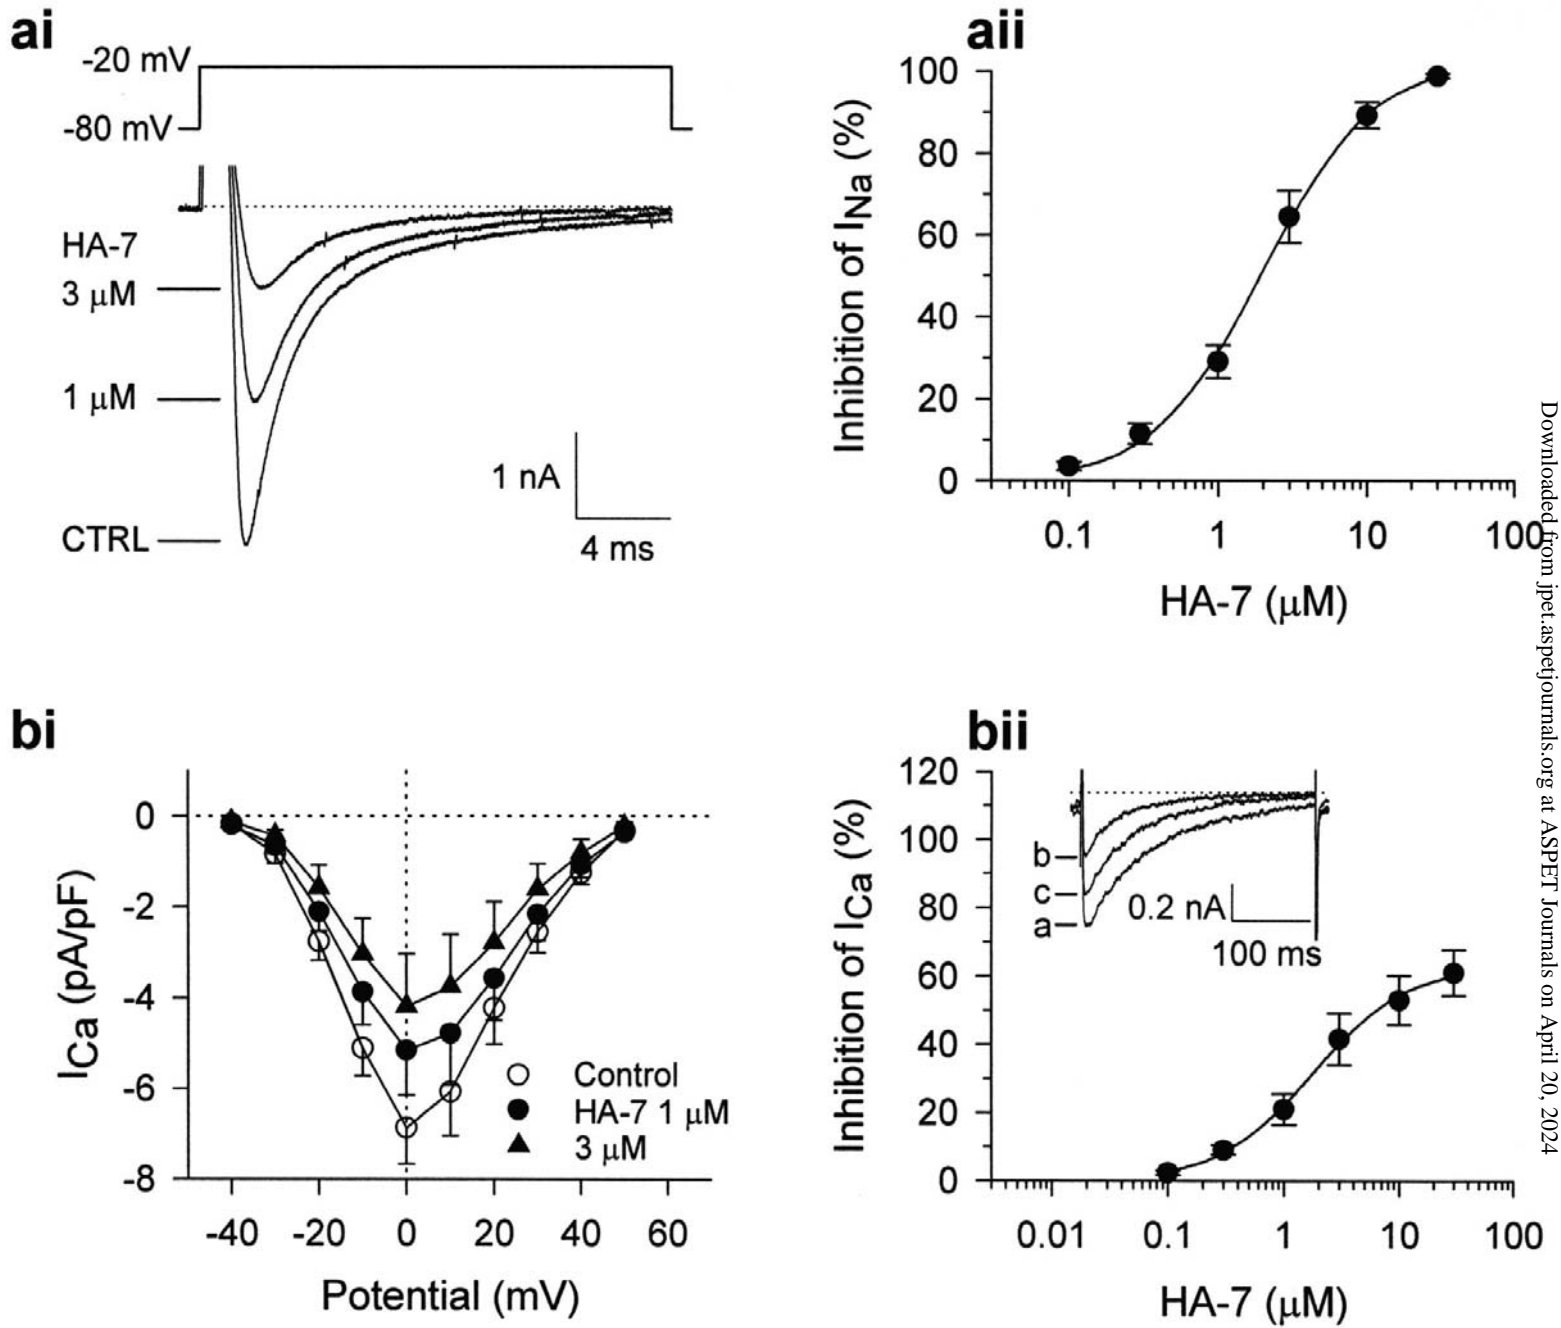 ai
-20 mV
-80 mV
HA-7
3 μM
1 μM
CTRL
1 nA
4 ms
aii
Inhibition of INa (%)
100
80
60
40
20
0
0.1 1 10 100
HA-7 (μM)
bi
ICa (pA/pF)
0
-2
-4
-6
-8
-40 -20 0 20 40 60
Potential (mV)
Control
HA-7 1 μM
3 μM
bii
Inhibition of ICa (%)
120
100
80
60
40
20
0
b
c
a
0.2 nA
100 ms
0.01 0.1 1 10 100
HA-7 (μM)
Downloaded from jpet.aspetjournals.org at ASPET Journals on April 20, 2024